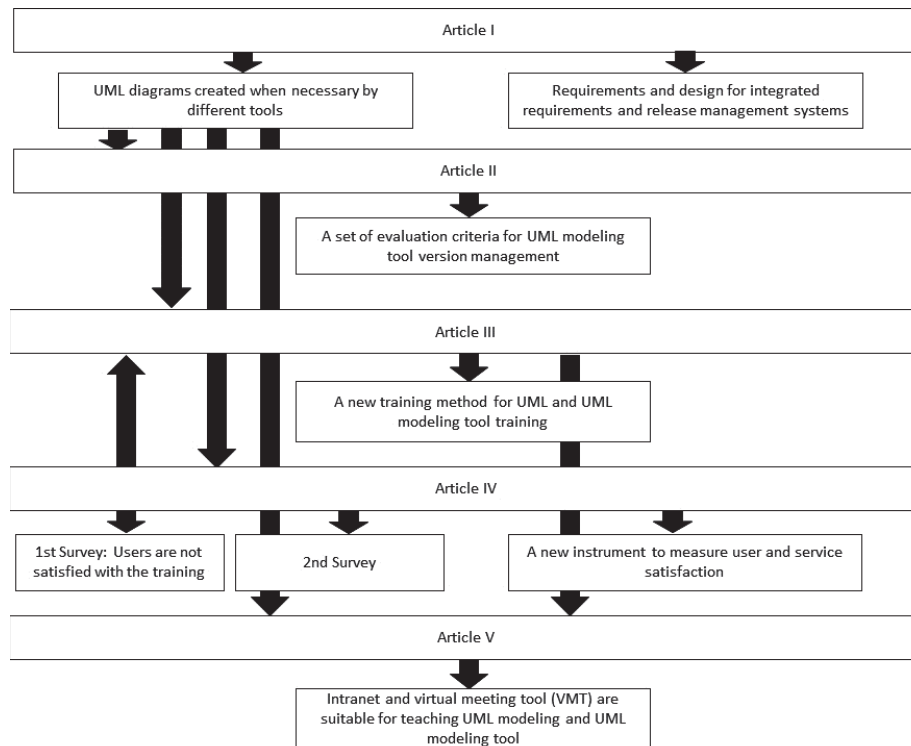 Article I
UML diagrams created when necessary by
different tools
Requirements and design for integrated
requirements and release management systems
Article II
A set of evaluation criteria for UML modeling
tool version management
Article III
A new training method for UML and UML
modeling tool training
Article IV
1st Survey: Users are not
satisfied with the training
2nd Survey
A new instrument to measure user and service
satisfaction
Article V
Intranet and virtual meeting tool (VMT) are
suitable for teaching UML modeling and UML
modeling tool